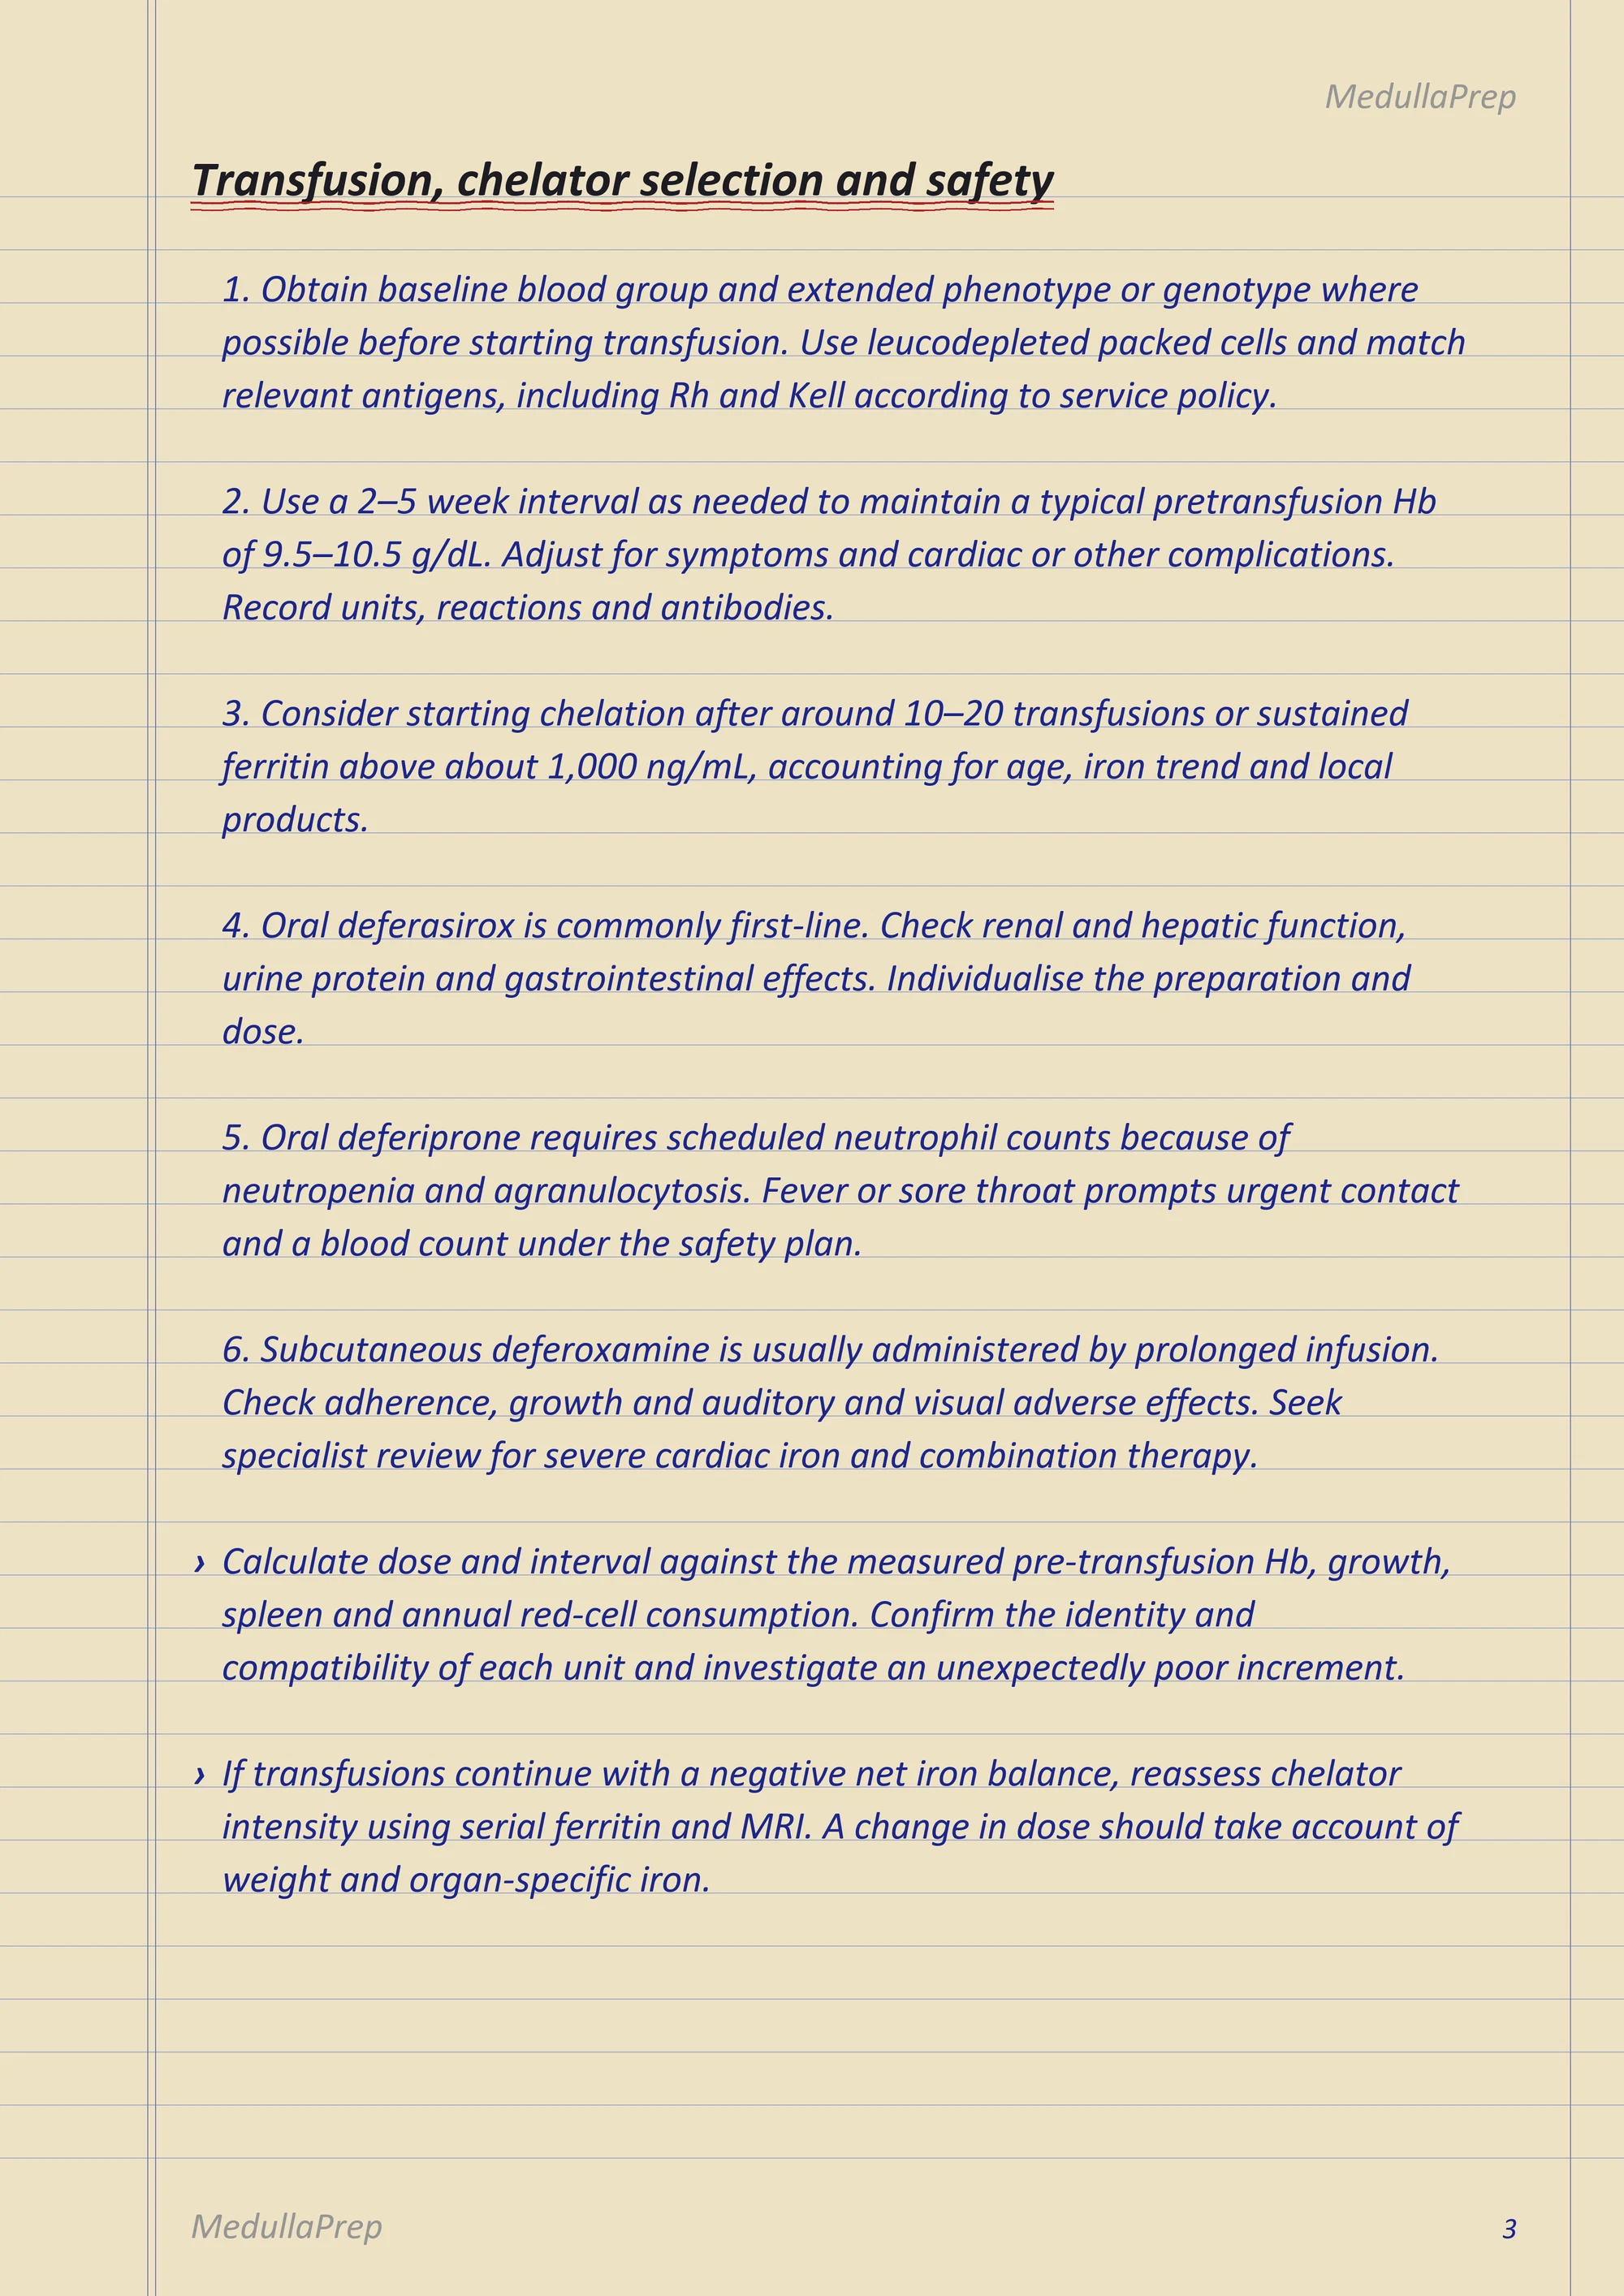 MedullaPrep
Transfusion, chelator selection and safety
1. Obtain baseline blood group and extended phenotype or genotype where
possible before starting transfusion. Use leucodepleted packed cells and match
relevant antigens, including Rh and Kell according to service policy.
2. Use a 2–5 week interval as needed to maintain a typical pretransfusion Hb
of 9.5–10.5 g/dL. Adjust for symptoms and cardiac or other complications.
Record units, reactions and antibodies.
3. Consider starting chelation after around 10–20 transfusions or sustained
ferritin above about 1,000 ng/mL, accounting for age, iron trend and local
products.
4. Oral deferasirox is commonly first-line. Check renal and hepatic function,
urine protein and gastrointestinal effects. Individualise the preparation and
dose.
5. Oral deferiprone requires scheduled neutrophil counts because of
neutropenia and agranulocytosis. Fever or sore throat prompts urgent contact
and a blood count under the safety plan.
6. Subcutaneous deferoxamine is usually administered by prolonged infusion.
Check adherence, growth and auditory and visual adverse effects. Seek
specialist review for severe cardiac iron and combination therapy.
› Calculate dose and interval against the measured pre-transfusion Hb, growth,
spleen and annual red-cell consumption. Confirm the identity and
compatibility of each unit and investigate an unexpectedly poor increment.
› If transfusions continue with a negative net iron balance, reassess chelator
intensity using serial ferritin and MRI. A change in dose should take account of
weight and organ-specific iron.
MedullaPrep
3